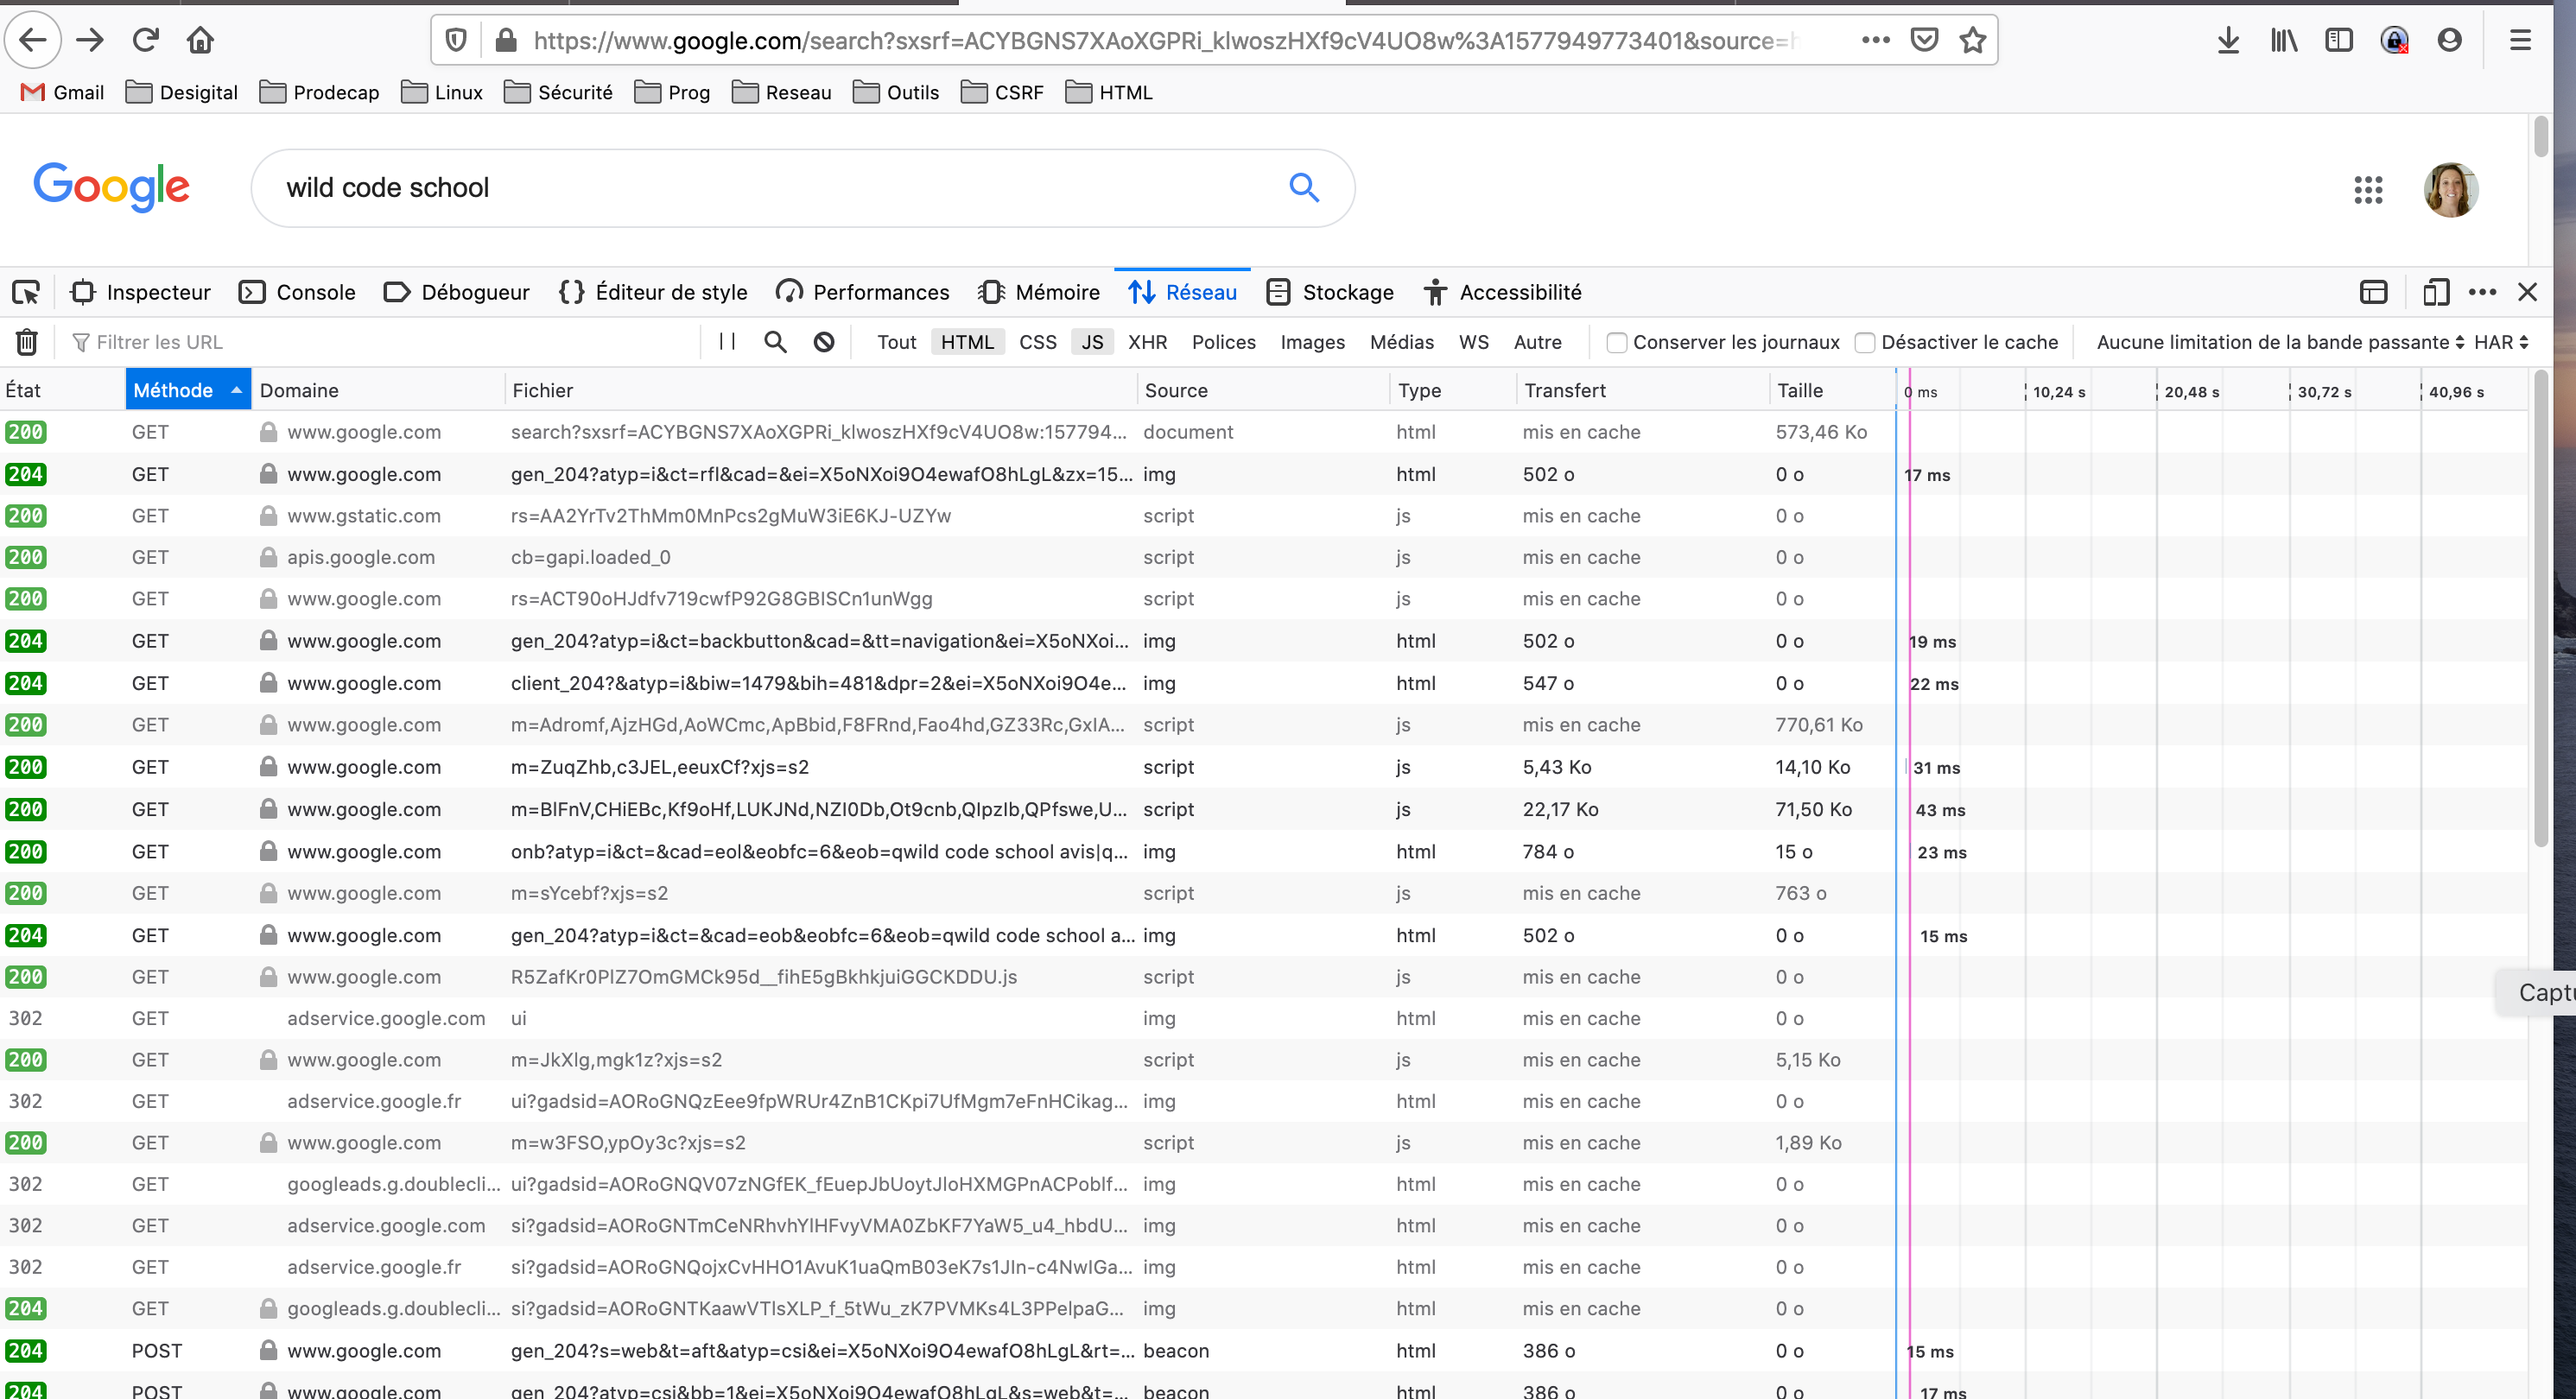 https://www.google.com/search?sxsrf=ACYBGNS7XAoXGPRi_klwoszHXf9cV4UO8w%3A1577949773401&source=h
Gmail Desigital Prodecap Linux Sécurité Prog Reseau Outils CSRF HTML
Google wild code school
Inspecteur Console Débogueur Éditeur de style Performances Mémoire Réseau Stockage Accessibilité
Filtrer les URL Tout HTML CSS JS XHR Polices Images Médias WS Autre Conserver les journaux Désactiver le cache Aucune limitation de la bande passante HAR
État Méthode Domaine Fichier Source Type Transfert Taille 0 ms 10,24 s 20,48 s 30,72 s 40,96 s
200 GET www.google.com search?sxsrf=ACYBGNS7XAoXGPRi_klwoszHXf9cV4UO8w:157794... document html mis en cache 573,46 Ko
204 GET www.google.com gen_204?atyp=i&ct=rfl&cad=&ei=X5oNXoi9O4ewafO8hLgL&zx=15... img html 502 o 0 o 17 ms
200 GET www.gstatic.com rs=AA2YrTv2ThMm0MnPcs2gMuW3iE6KJ-UZYw script js mis en cache 0 o
200 GET apis.google.com cb=gapi.loaded_0 script js mis en cache 0 o
200 GET www.google.com rs=ACT90oHJdfv719cwfP92G8GBISCn1unWgg script js mis en cache 0 o
204 GET www.google.com gen_204?atyp=i&ct=backbutton&cad=&tt=navigation&ei=X5oNXoi... img html 502 o 0 o 19 ms
204 GET www.google.com client_204?&atyp=i&biw=1479&bih=481&dpr=2&ei=X5oNXoi9O4e... img html 547 o 0 o 22 ms
200 GET www.google.com m=Adromf,AjzHGd,AoWCmc,ApBbid,F8FRnd,Fao4hd,GZ33Rc,GxIA... script js mis en cache 770,61 Ko
200 GET www.google.com m=ZuqZhb,c3JEL,eeuxCf?xjs=s2 script js 5,43 Ko 14,10 Ko 31 ms
200 GET www.google.com m=BlFnV,CHiEBc,Kf9oHf,LUKJNd,NZI0Db,Ot9cnb,QIpzIb,QPfswe,U... script js 22,17 Ko 71,50 Ko 43 ms
200 GET www.google.com onb?atyp=i&ct=&cad=eol&eobfc=6&eob=qwild code school avis|q... img html 784 o 15 o 23 ms
200 GET www.google.com m=sYcebf?xjs=s2 script js mis en cache 763 o
204 GET www.google.com gen_204?atyp=i&ct=&cad=eob&eobfc=6&eob=qwild code school a... img html 502 o 0 o 15 ms
200 GET www.google.com R5ZafKr0PlZ7OmGMCk95d__fihE5gBkhkjuiGGCKDDU.js script js mis en cache 0 o
Captu
302 GET adservice.google.com ui img html mis en cache 0 o
200 GET www.google.com m=JkXlg,mgk1z?xjs=s2 script js mis en cache 5,15 Ko
302 GET adservice.google.fr ui?gadsid=AORoGNQzEee9fpWRUr4ZnB1CKpi7UfMgm7eFnHCikag... img html mis en cache 0 o
200 GET www.google.com m=w3FSO,ypOy3c?xjs=s2 script js mis en cache 1,89 Ko
302 GET googleads.g.doublecli... ui?gadsid=AORoGNQV07zNGfEK_fEuepJbUoytJloHXMGPnACPoblf... img html mis en cache 0 o
302 GET adservice.google.com si?gadsid=AORoGNTmCeNRhvhYlHFvyVMA0ZbKF7YaW5_u4_hbdU... img html mis en cache 0 o
302 GET adservice.google.fr si?gadsid=AORoGNQojxCvHHO1AvuK1uaQmB03eK7s1JIn-c4NwIGa... img html mis en cache 0 o
204 GET googleads.g.doublecli... si?gadsid=AORoGNTKaawVTlsXLP_f_5tWu_zK7PVMKs4L3PPelpaG... img html mis en cache 0 o
204 POST www.google.com gen_204?s=web&t=aft&atyp=csi&ei=X5oNXoi9O4ewafO8hLgL&rt=... beacon html 386 o 0 o 15 ms
204 POST www.google.com gen_204?atyp=csi&bb=1&ei=X5oNXoi9O4ewafO8hLgL&s=web&t=... beacon html 386 o 0 o 17 ms